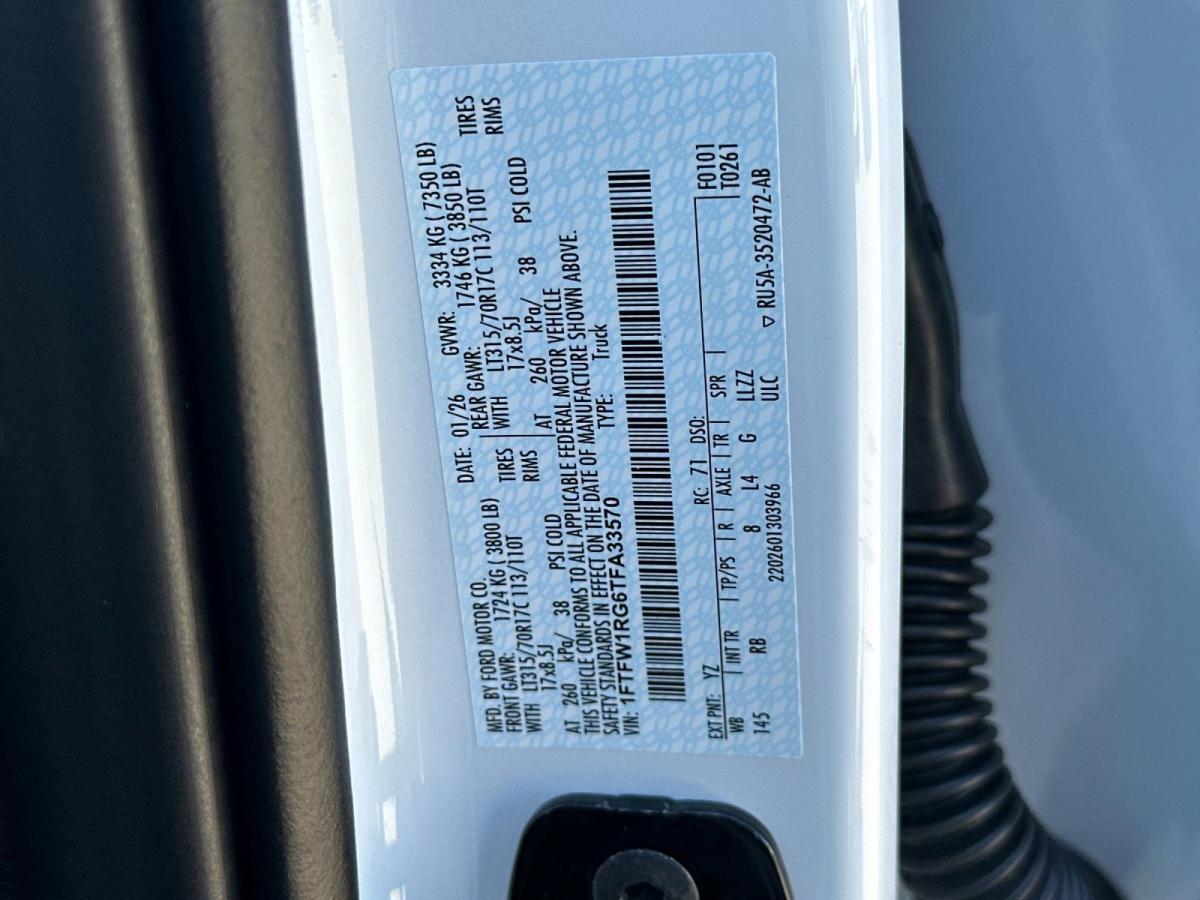 MFD. BY FORD MOTOR CO.
DATE: 01/26 GVWR: 3334 KG ( 7350 LB)
FRONT GAWR: 1724 KG ( 3800 LB) REAR GAWR: 1746 KG ( 3850 LB)
WITH LT315/70R17C 113/110T TIRES WITH LT315/70R17C 113/110T TIRES
17x8.5J RIMS 17x8.5J RIMS
AT 260 kPa/ 38 PSI COLD AT 260 kPa/ 38 PSI COLD
THIS VEHICLE CONFORMS TO ALL APPLICABLE FEDERAL MOTOR VEHICLE
SAFETY STANDARDS IN EFFECT ON THE DATE OF MANUFACTURE SHOWN ABOVE.
VIN: 1FTFW1RG6TFA33570 TYPE: Truck
EXT PNT: YZ RC: 71 DSO: F0101
WB INT TR TP/PS R AXLE TR SPR T0261
145 RB 8 L4 G LLZZ ▽ RU5A-3520472-AB
2202601303966 ULC